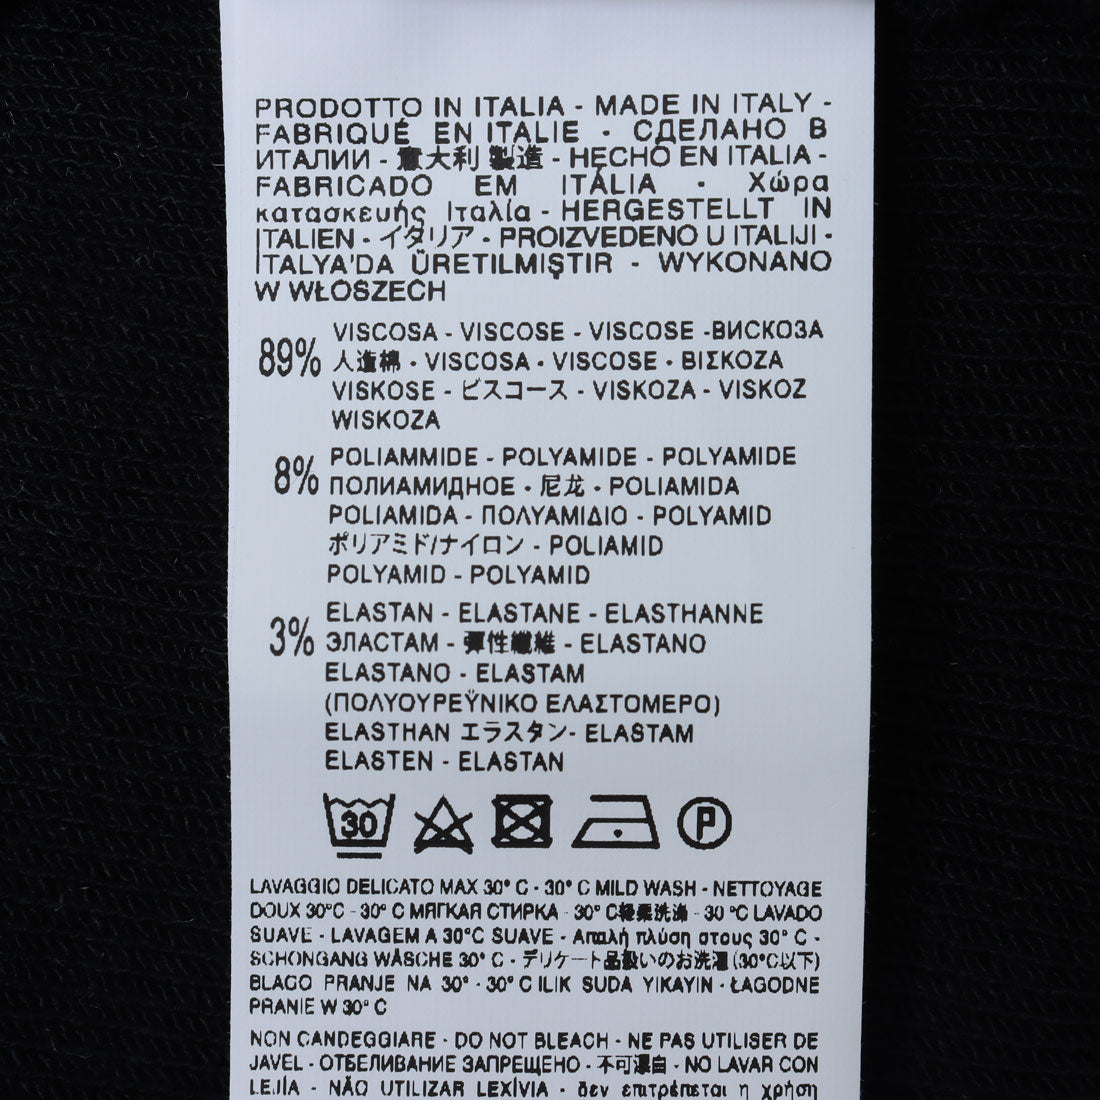 PRODOTTO IN ITALIA - MADE IN ITALY -
FABRIQUÉ EN ITALIE - СДЕЛАНО В
ИТАЛИИ - 意大利 製造 - HECHO EN ITALIA -
FABRICADO EM ITÁLIA - Χώρα
κατασκευής Ιταλία - HERGESTELLT IN
ITALIEN - イタリア - PROIZVEDENO U ITALIJI -
ITALYA'DA ÜRETILMIŞTIR - WYKONANO
W WŁOSZECH
89% VISCOSA - VISCOSE - VISCOSE -ВИСКОЗА
人造棉 - VISCOSA - VISCOSE - ΒΙΣΚΟΖΑ
VISKOSE - ビスコース - VISKOZA - VISKOZ
WISKOZA
8% POLIAMMIDE - POLYAMIDE - POLYAMIDE
ПОЛИАМИДНОЕ - 尼龙 - POLIAMIDA
POLIAMIDA - ΠΟΛΥΑΜΙΔΙΟ - POLYAMID
ポリアミド/ナイロン - POLIAMID
POLYAMID - POLYAMID
3% ELASTAN - ELASTANE - ELASTHANNE
ЭЛАСТАМ - 彈性纖維 - ELASTANO
ELASTANO - ELASTAM
(ΠΟΛΥΟΥΡΕΫΝΙΚΟ ΕΛΑΣΤΟΜΕΡΟ)
ELASTHAN エラスタン- ELASTAM
ELASTEN - ELASTAN
30 P
LAVAGGIO DELICATO MAX 30° C - 30° C MILD WASH - NETTOYAGE
DOUX 30°C - 30° C МЯГКАЯ СТИРКА - 30° C輕柔洗滌 - 30 °C LAVADO
SUAVE - LAVAGEM A 30°C SUAVE - Απαλή πλύση στους 30° C -
SCHONGANG WÄSCHE 30° C - デリケート品扱いのお洗濯 (30°C以下)
BLAGO PRANJE NA 30° - 30° C ILIK SUDA YIKAYIN - ŁAGODNE
PRANIE W 30° C
NON CANDEGGIARE - DO NOT BLEACH - NE PAS UTILISER DE
JAVEL - ОТБЕЛИВАНИЕ ЗАПРЕЩЕНО - 不可漂白 - NO LAVAR CON
LEJÍA - NÃO UTILIZAR LEXÍVIA - δεν επιτρέπεται η χρήση